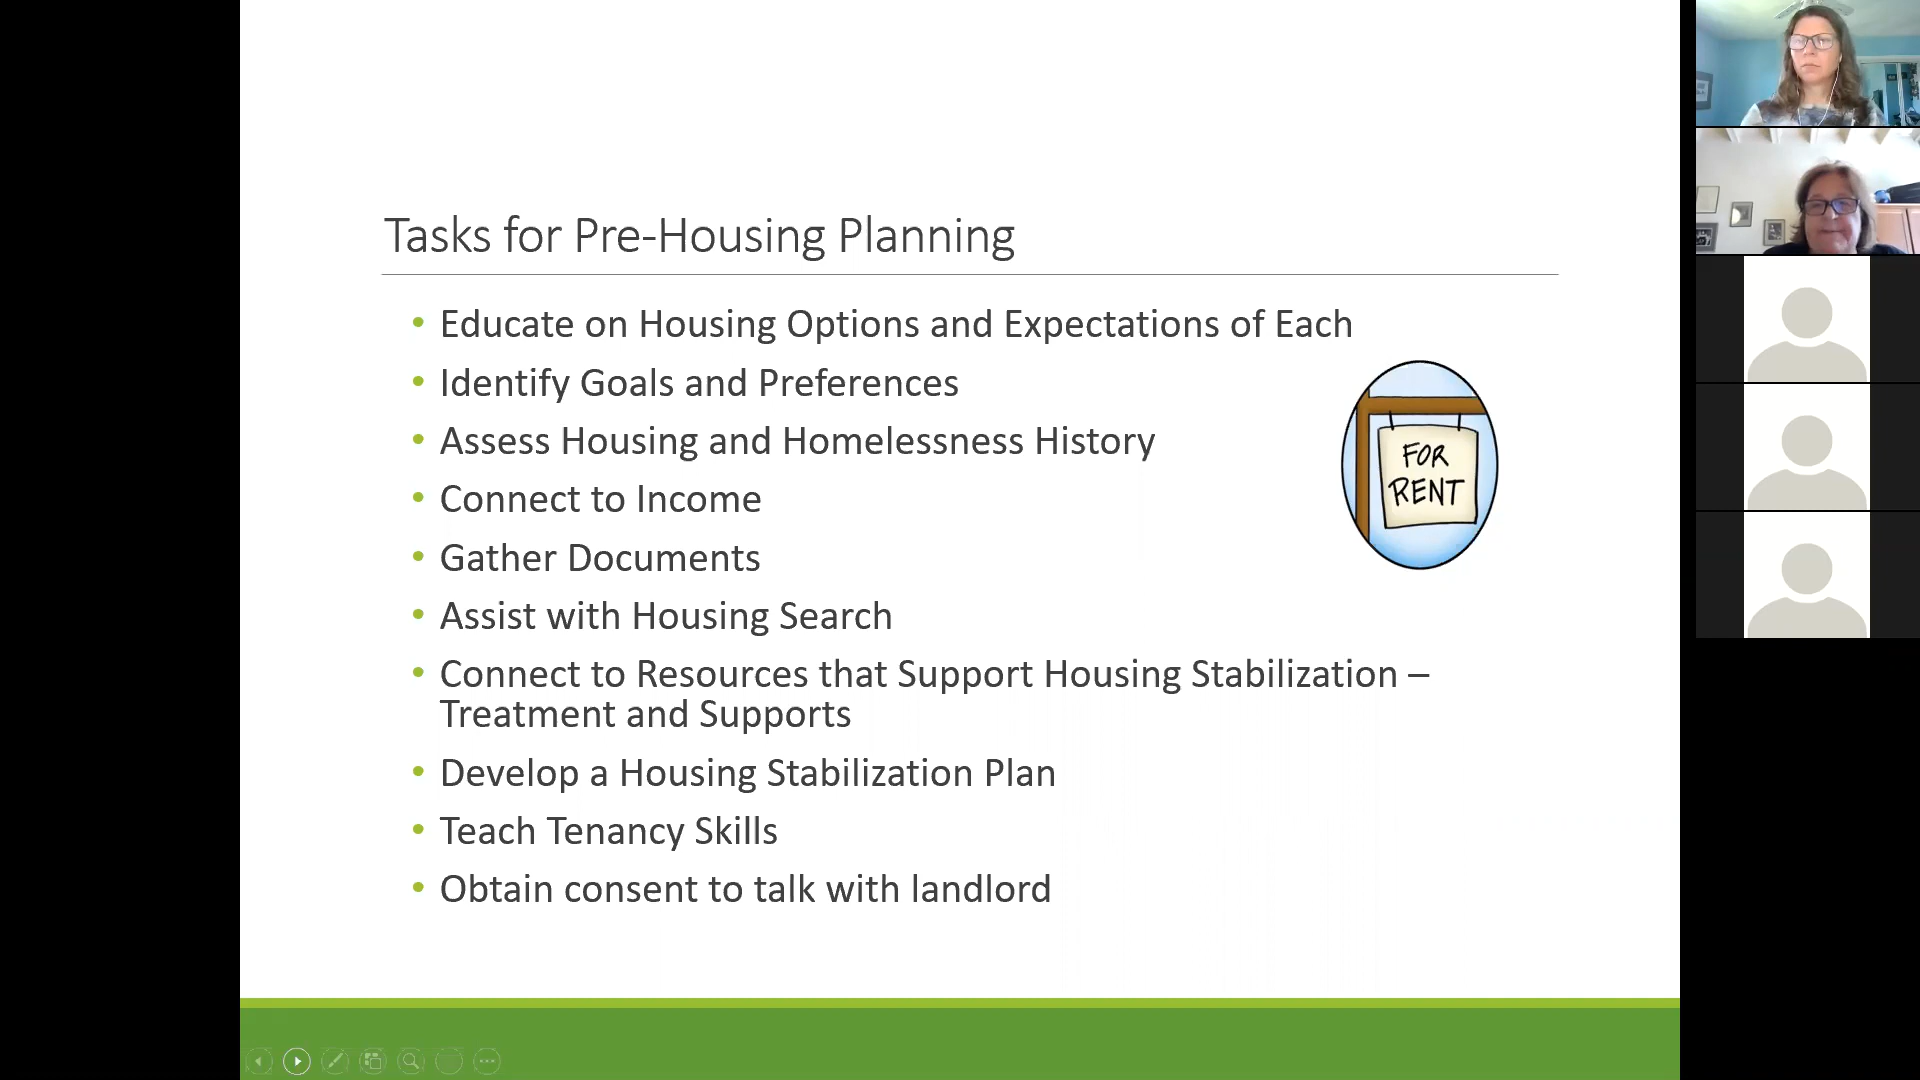 Tasks for Pre-Housing Planning
• Educate on Housing Options and Expectations of Each
• Identify Goals and Preferences
• Assess Housing and Homelessness History
• Connect to Income
• Gather Documents
• Assist with Housing Search
• Connect to Resources that Support Housing Stabilization –
Treatment and Supports
• Develop a Housing Stabilization Plan
• Teach Tenancy Skills
• Obtain consent to talk with landlord
FOR
RENT